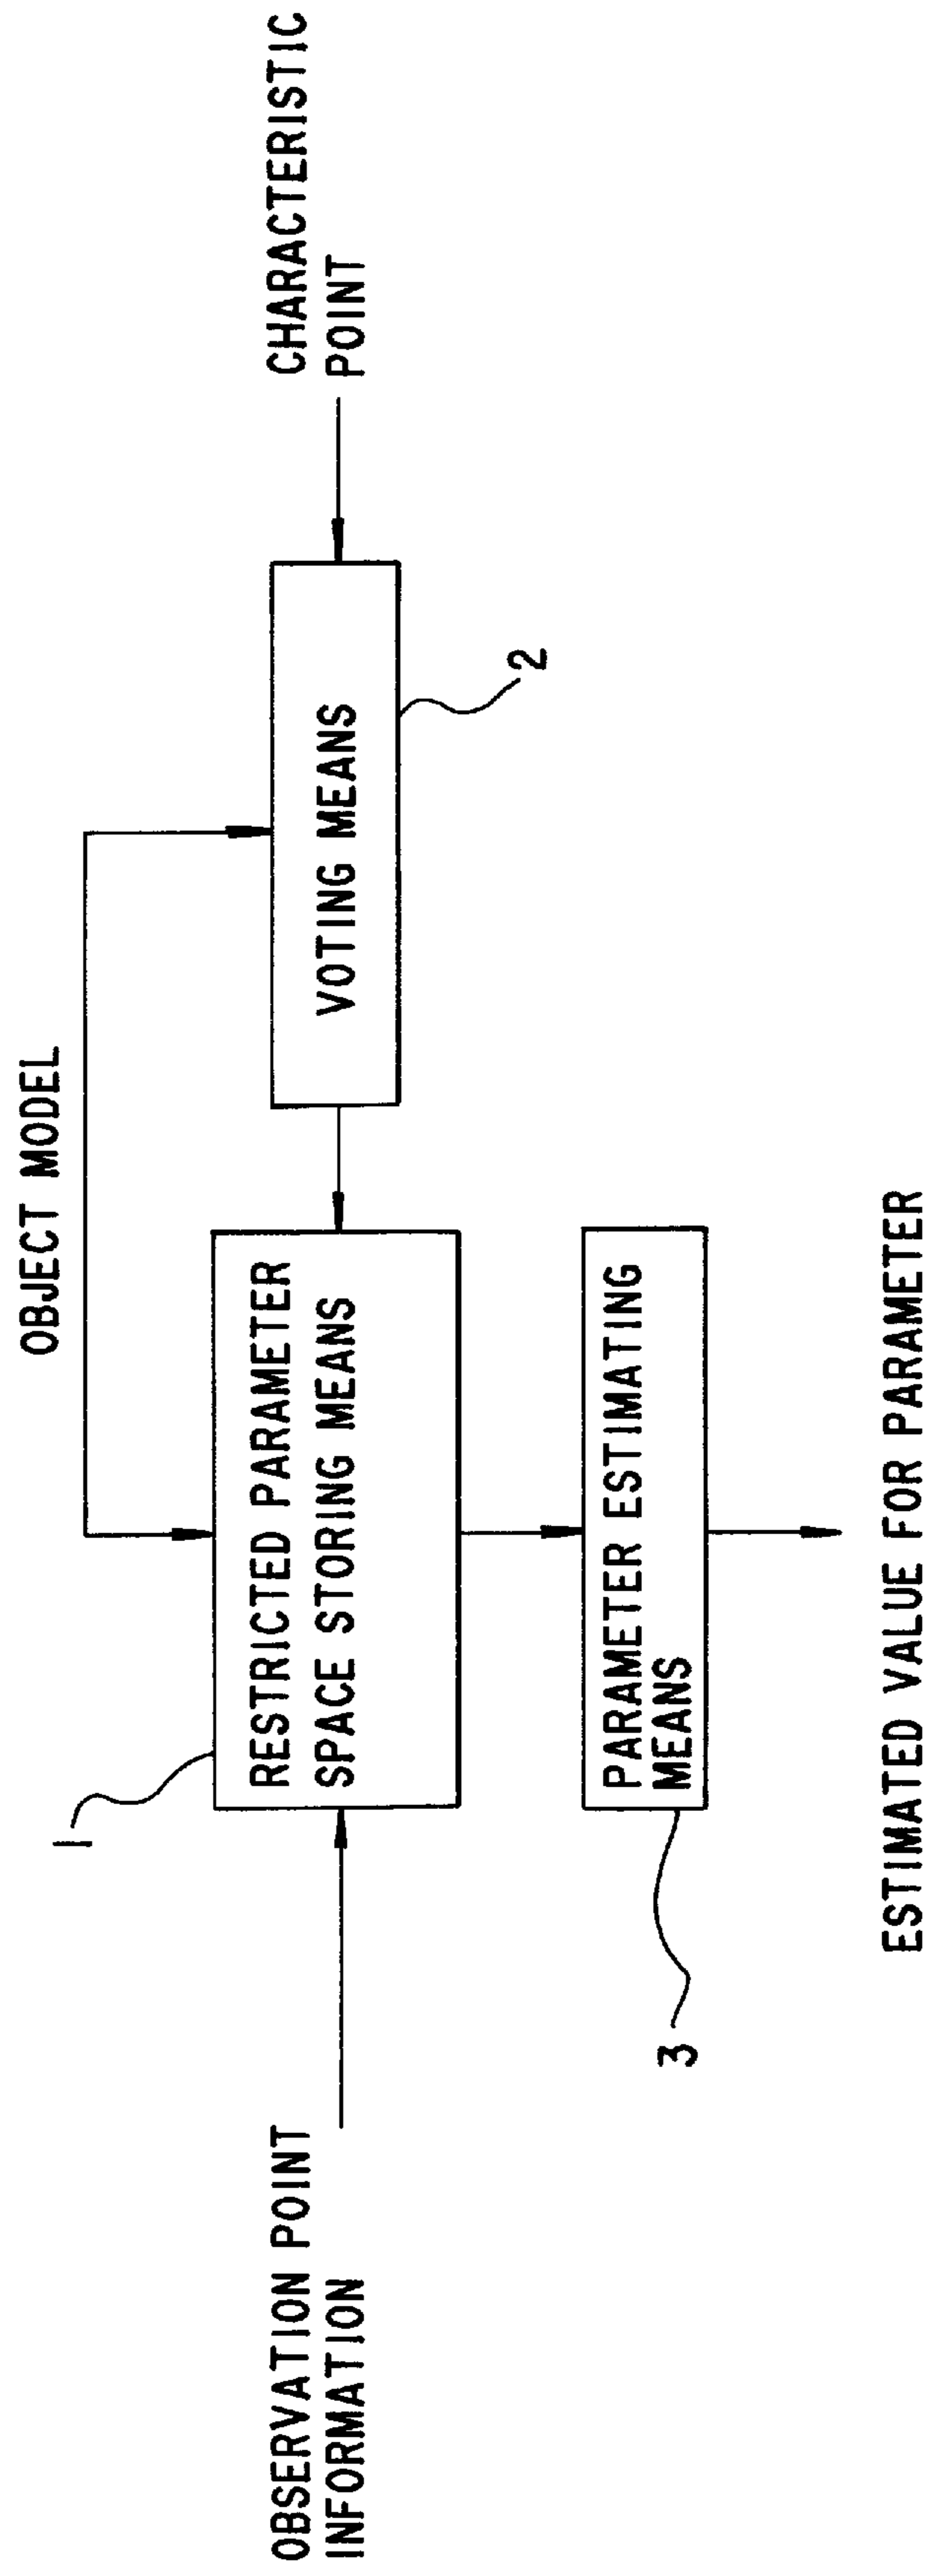 OBJECT MODEL
1
OBSERVATION POINT
INFORMATION
RESTRICTED PARAMETER
SPACE STORING MEANS
VOTING MEANS
2
CHARACTERISTIC
POINT
3
PARAMETER ESTIMATING
MEANS
ESTIMATED VALUE FOR PARAMETER